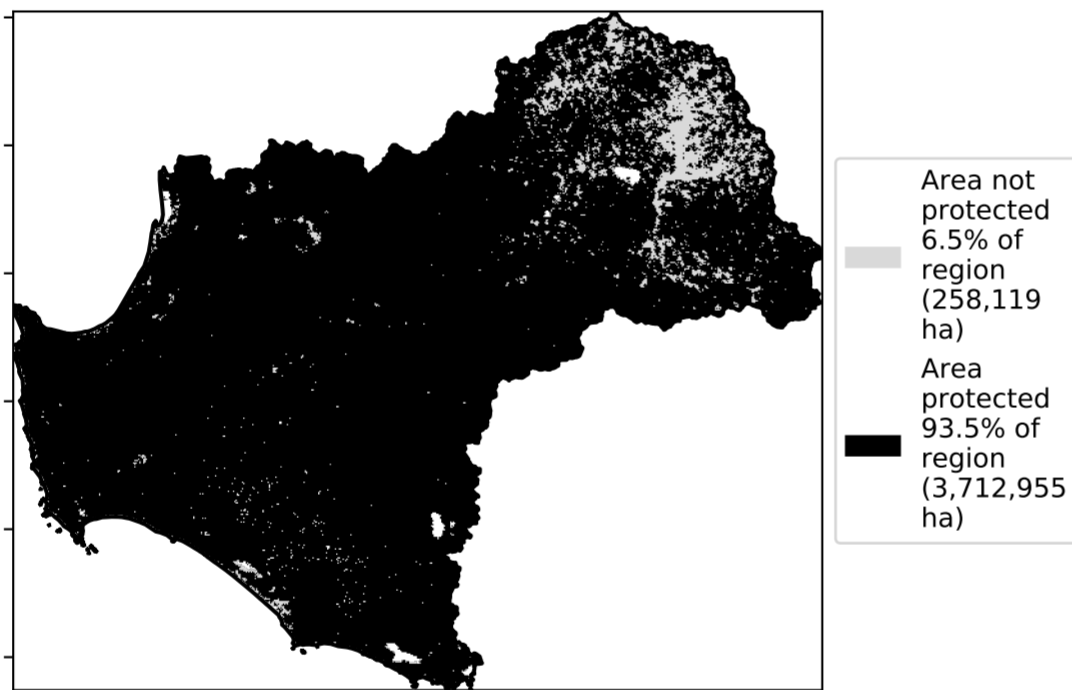 Area not
protected
6.5% of
region
(258,119
ha)
Area
protected
93.5% of
region
(3,712,955
ha)